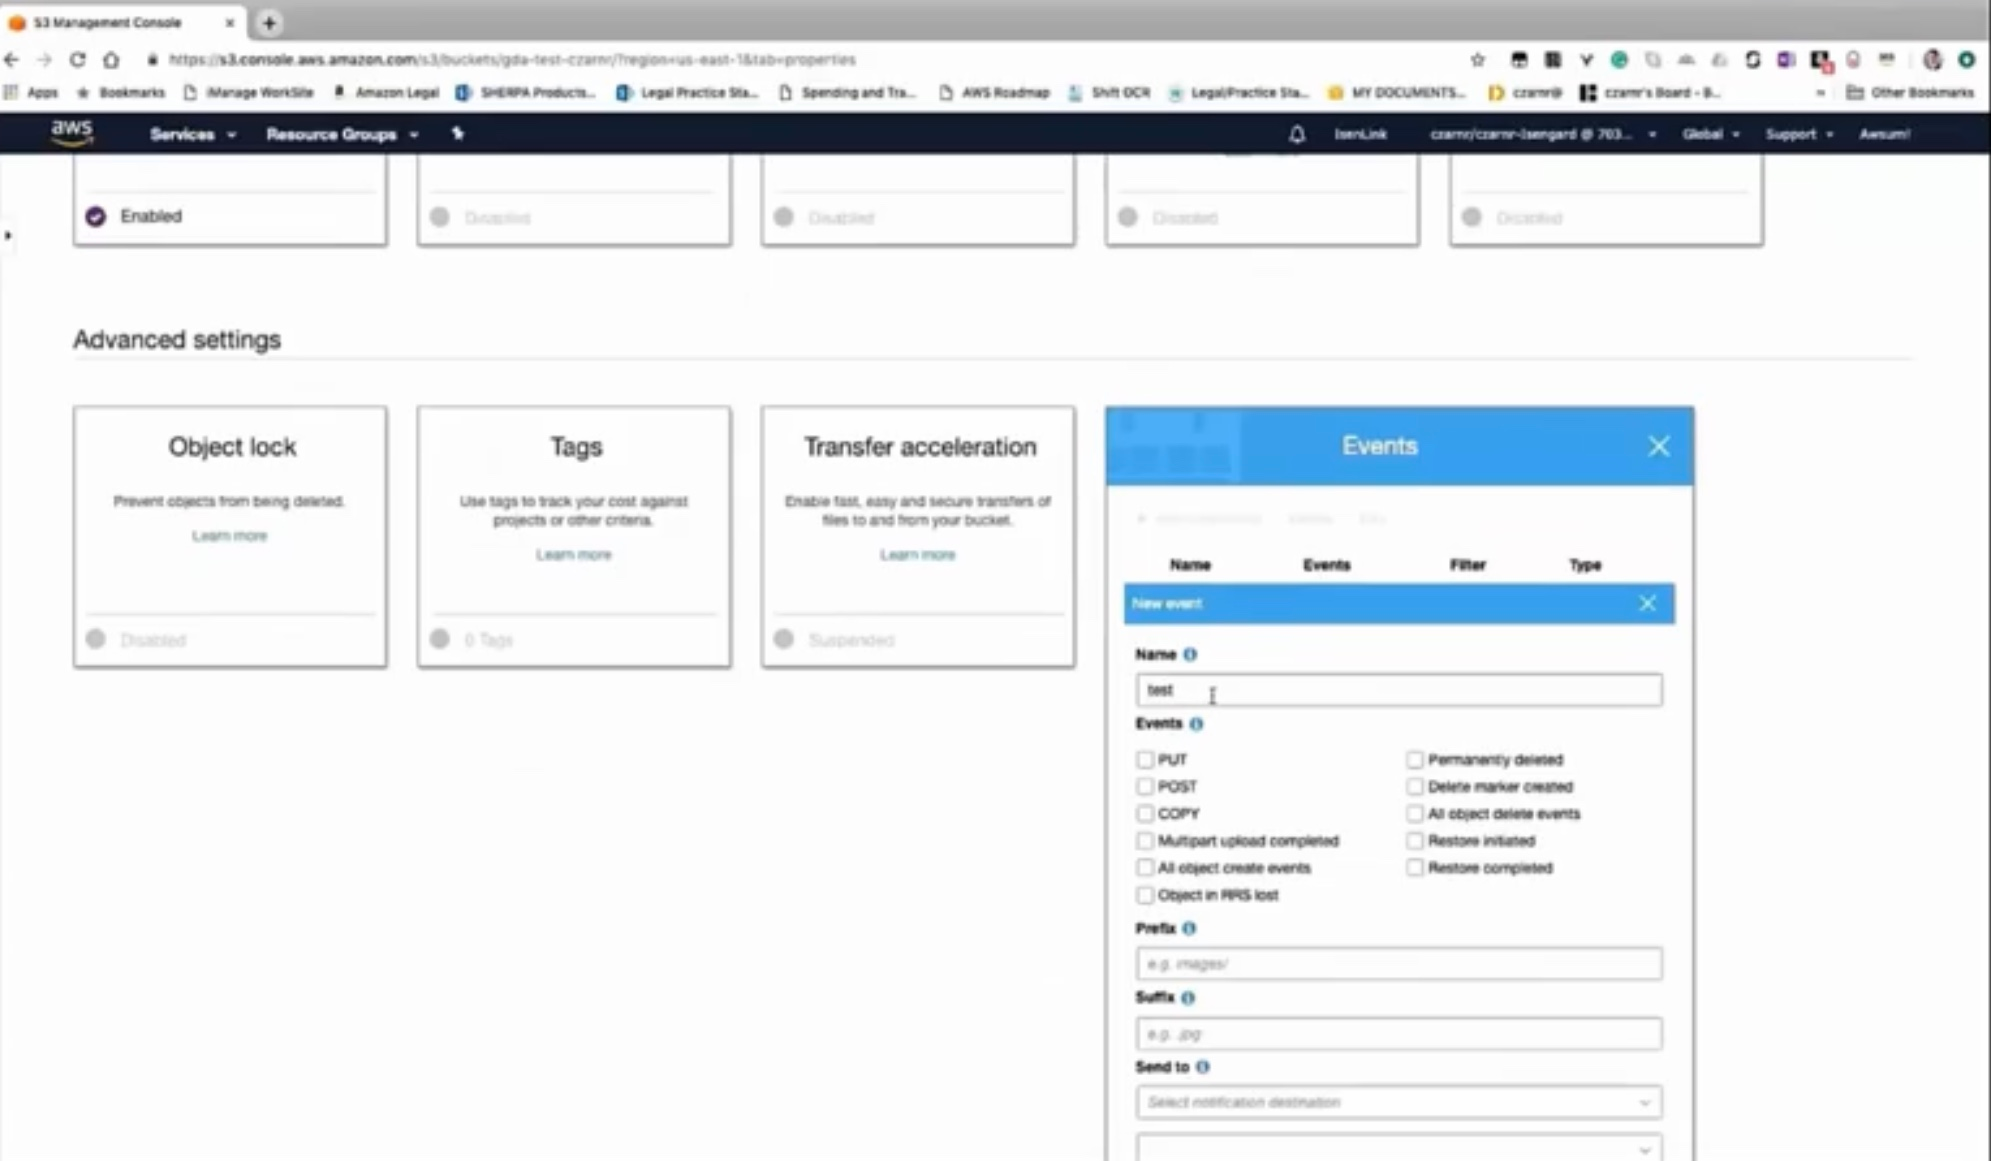 S3 Management Console
https://s3.console.aws.amazon.com/s3/buckets/gda-test-czarnr/?region=us-east-1&tab=properties
Apps Bookmarks iManage WorkSite Amazon Legal SHERPA Products... Legal Practice Sta... Spending and Tra... AWS Roadmap Shift OCR Legal/Practice Sta... MY DOCUMENTS... czarnr@ czarnr's Board - B... » Other Bookmarks
aws Services Resource Groups IsenLink czarnr/czarnr-Isengard @ 703... Global Support Awsum!
Enabled Disabled Disabled Disabled Disabled
Advanced settings
Object lock
Prevent objects from being deleted.
Learn more
Disabled
Tags
Use tags to track your cost against
projects or other criteria.
Learn more
0 Tags
Transfer acceleration
Enable fast, easy and secure transfers of
files to and from your bucket.
Learn more
Suspended
Events
Name Events Filter Type
New event
Name
test
Events
PUT Permanently deleted
POST Delete marker created
COPY All object delete events
Multipart upload completed Restore initiated
All object create events Restore completed
Object in RRS lost
Prefix
e.g. images/
Suffix
e.g. .jpg
Send to
Select notification destination